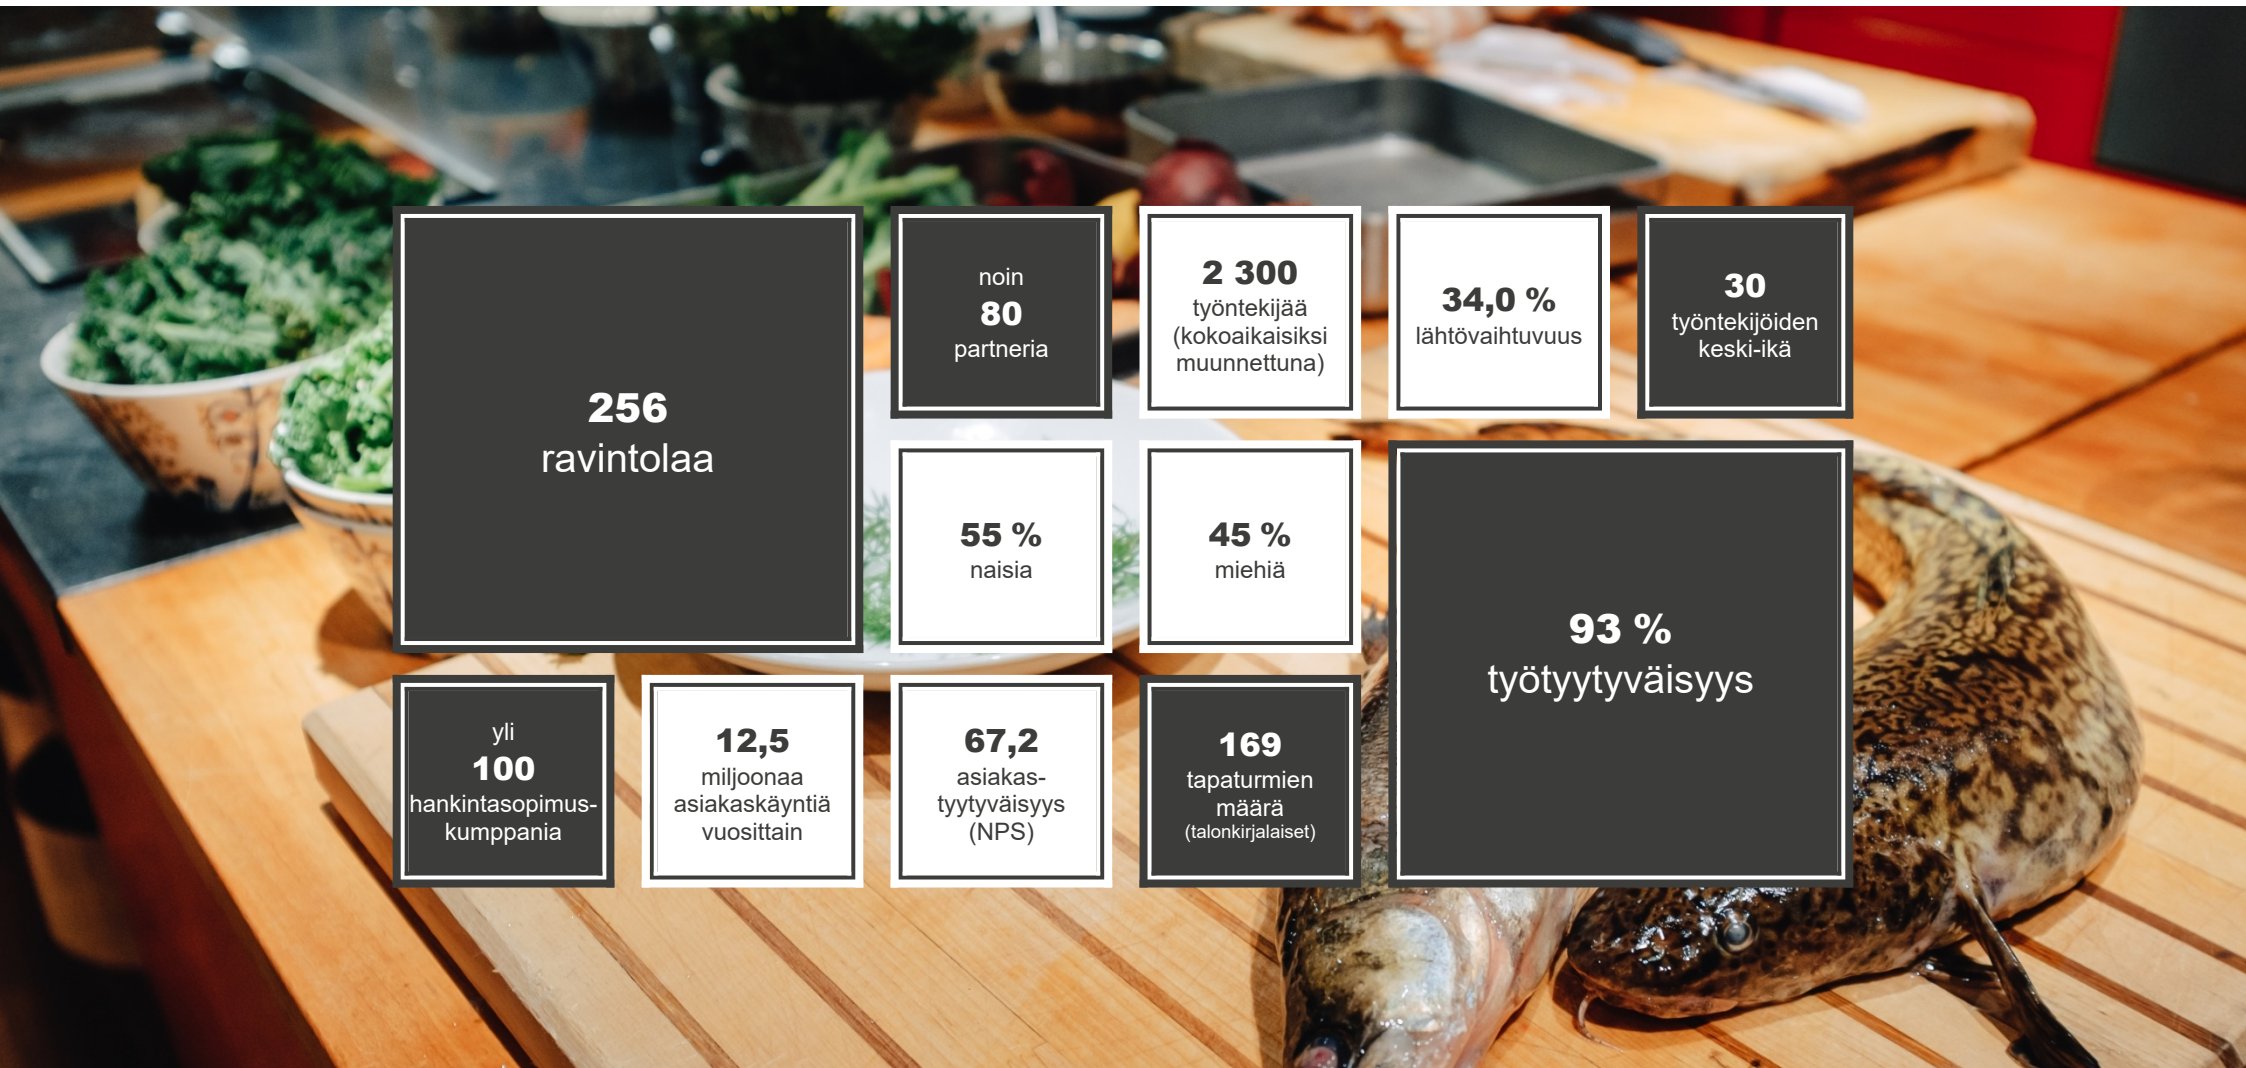 256
ravintolaa
noin
80
partneria
2 300
työntekijää
(kokoaikaisiksi
muunnettuna)
34,0 %
lähtövaihtuvuus
30
työntekijöiden
keski-ikä
55 %
naisia
45 %
miehiä
93 %
työtyytyväisyys
yli
100
hankintasopimus-
kumppania
12,5
miljoonaa
asiakaskäyntiä
vuosittain
67,2
asiakas-
tyytyväisyys
(NPS)
169
tapaturmien
määrä
(talonkirjalaiset)